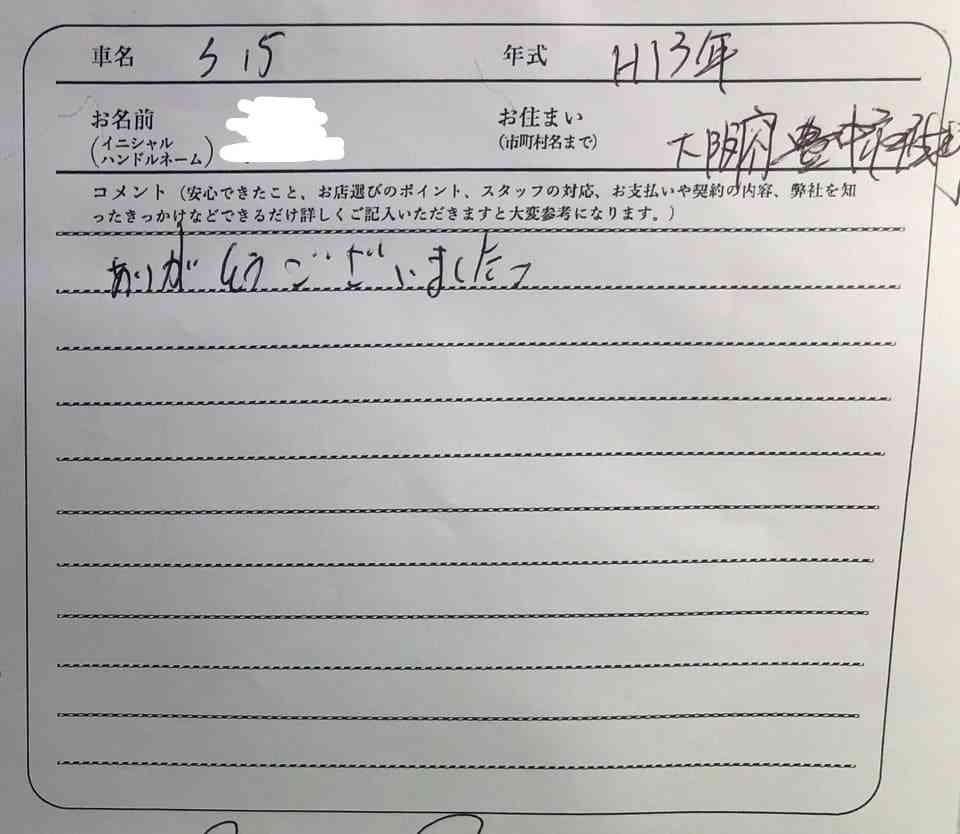 車名 S15 年式 H13年
お名前 お住まい 大阪府豊中市
(イニシャル (市町村名まで)
ハンドルネーム)
コメント（安心できたこと、お店選びのポイント、スタッフの対応、お支払いや契約の内容、弊社を知
ったきっかけなどできるだけ詳しくご記入いただきますと大変参考になります。）
ありがとうございました